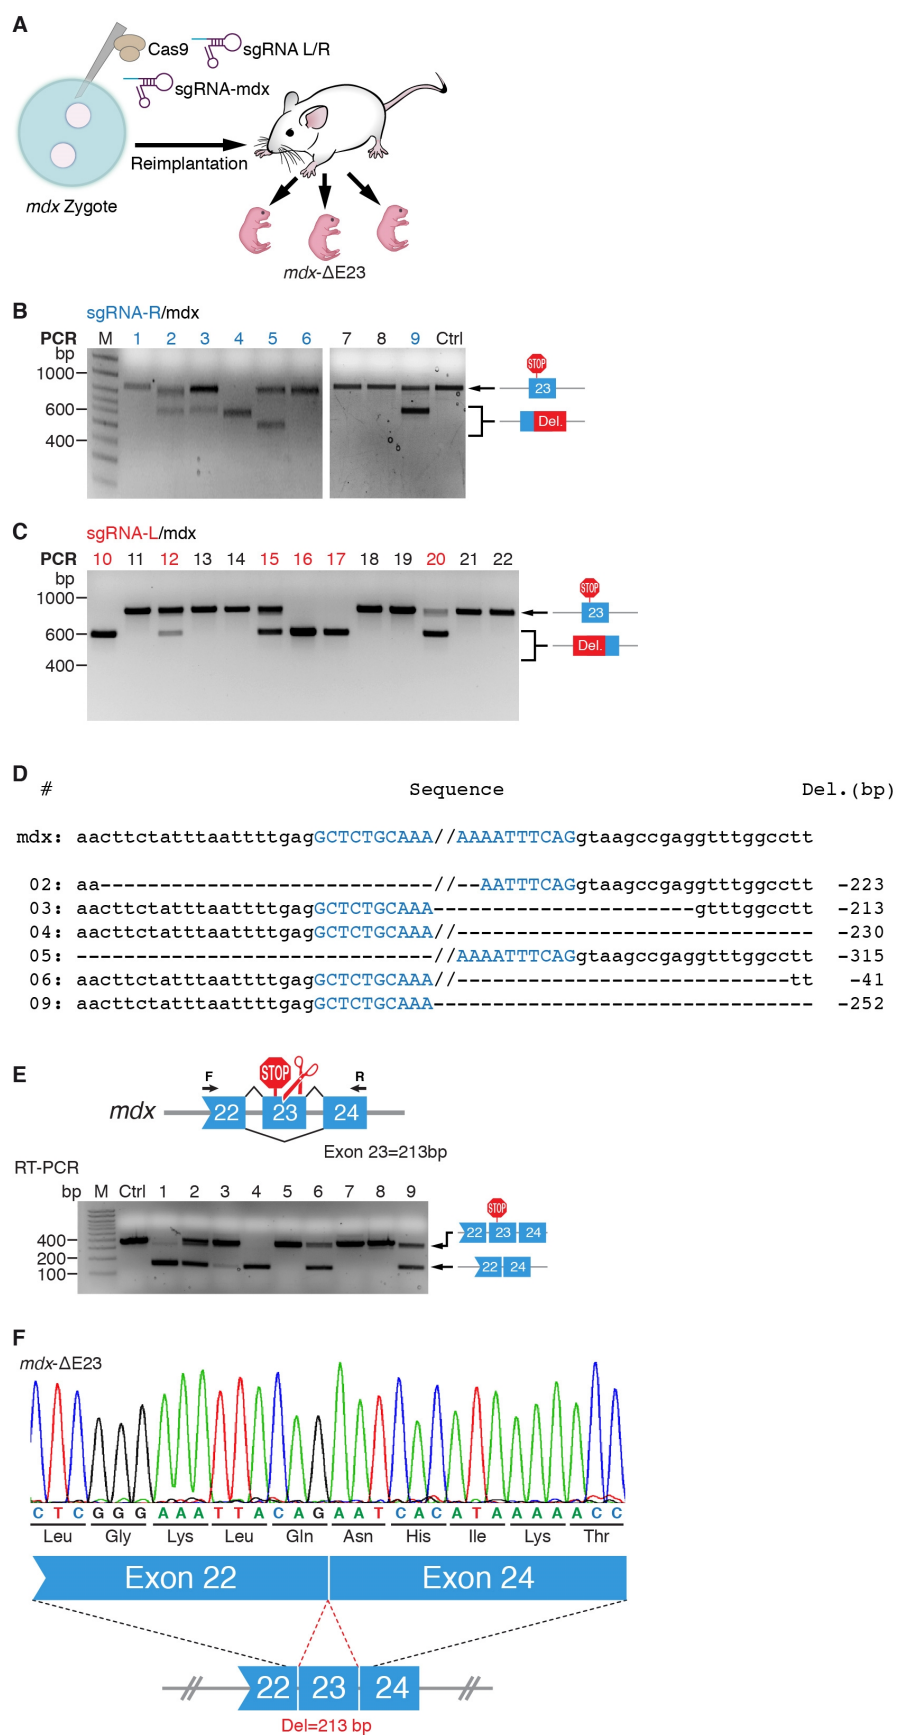 A
Cas9
sgRNA L/R
sgRNA-mdx
Reimplantation
mdx Zygote
mdx-ΔE23
B
sgRNA-R/mdx
PCR M 1 2 3 4 5 6 7 8 9 Ctrl
bp
1000
600
400
STOP
23
Del.
C
sgRNA-L/mdx
PCR 10 11 12 13 14 15 16 17 18 19 20 21 22
bp
1000
600
400
STOP
23
Del.
D
# Sequence Del.(bp)
mdx: aacttctatttaattttgagGCTCTGCAAA//AAAATTTCAGgtaagccgaggtttggcctt
02: aa----------------------------//--AATTTCAGgtaagccgaggtttggcctt -223
03: aacttctatttaattttgagGCTCTGCAAA----------------------gtttggcctt -213
04: aacttctatttaattttgagGCTCTGCAAA//------------------------------ -230
05: ------------------------------//AAAATTTCAGgtaagccgaggtttggcctt -315
06: aacttctatttaattttgagGCTCTGCAAA//----------------------------tt -41
09: aacttctatttaattttgagGCTCTGCAAA-------------------------------- -252
E
F STOP R
mdx 22 23 24
Exon 23=213bp
RT-PCR
bp M Ctrl 1 2 3 4 5 6 7 8 9
400
200
100
STOP
22 23 24
22 24
F
mdx-ΔE23
C T C G G G A A A T T A C A G A A T C A C A T A A A A A C C
Leu Gly Lys Leu Gln Asn His Ile Lys Thr
Exon 22 Exon 24
22 23 24
Del=213 bp